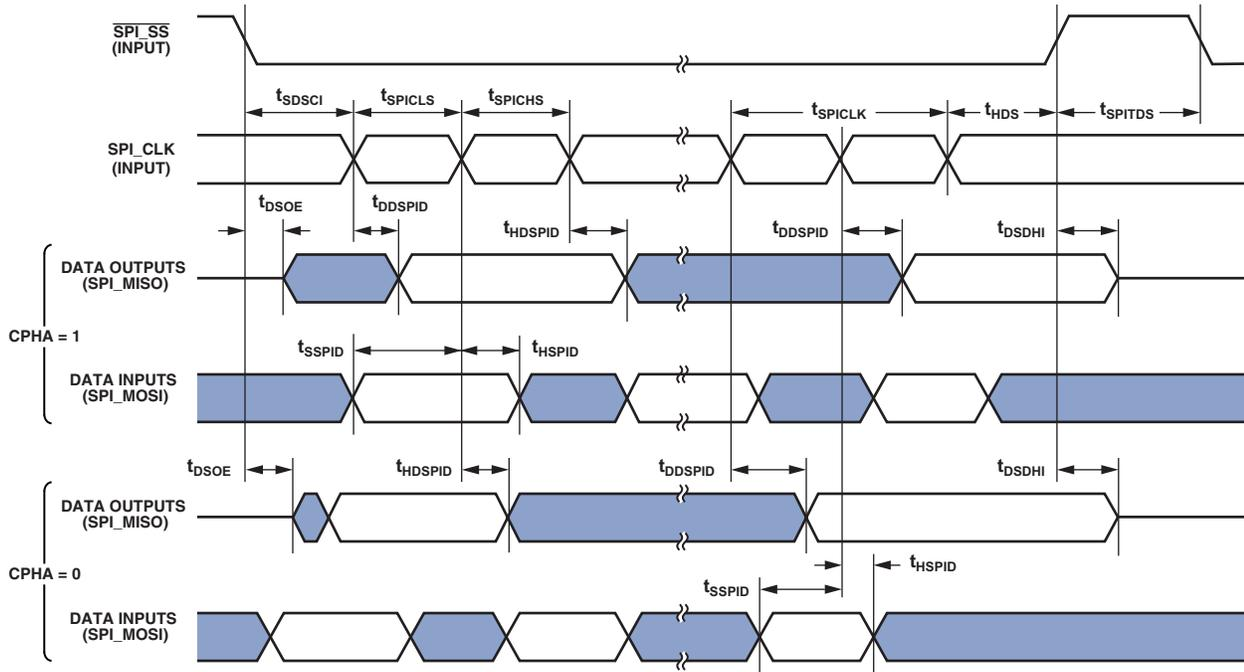 SPI_SS
(INPUT)
tSDSCI tSPICLS tSPICHS tSPICLK tHDS tSPITDS
SPI_CLK
(INPUT)
tDSOE tDDSPID tHDSPID tDDSPID tDSDHI
DATA OUTPUTS
(SPI_MISO)
CPHA = 1
tSSPID tHSPID
DATA INPUTS
(SPI_MOSI)
tDSOE tHDSPID tDDSPID tDSDHI
DATA OUTPUTS
(SPI_MISO)
CPHA = 0
tHSPID
tSSPID
DATA INPUTS
(SPI_MOSI)